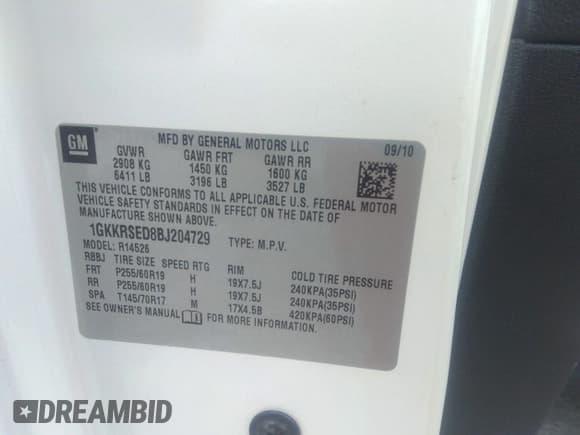 GM
MFD BY GENERAL MOTORS LLC 09/10
GVWR GAWR FRT GAWR RR
2908 KG 1450 KG 1600 KG
6411 LB 3196 LB 3527 LB
THIS VEHICLE CONFORMS TO ALL APPLICABLE U.S. FEDERAL MOTOR
VEHICLE SAFETY STANDARDS IN EFFECT ON THE DATE OF
MANUFACTURE SHOWN ABOVE.
1GKKRSED8BJ204729 TYPE: M.P.V.
MODEL: R14526
RBBJ TIRE SIZE SPEED RTG RIM COLD TIRE PRESSURE
FRT P255/60R19 H 19X7.5J 240KPA(35PSI)
RR P255/60R19 H 19X7.5J 240KPA(35PSI)
SPA T145/70R17 M 17X4.5B 420KPA(60PSI)
SEE OWNER'S MANUAL FOR MORE INFORMATION.
DREAMBID